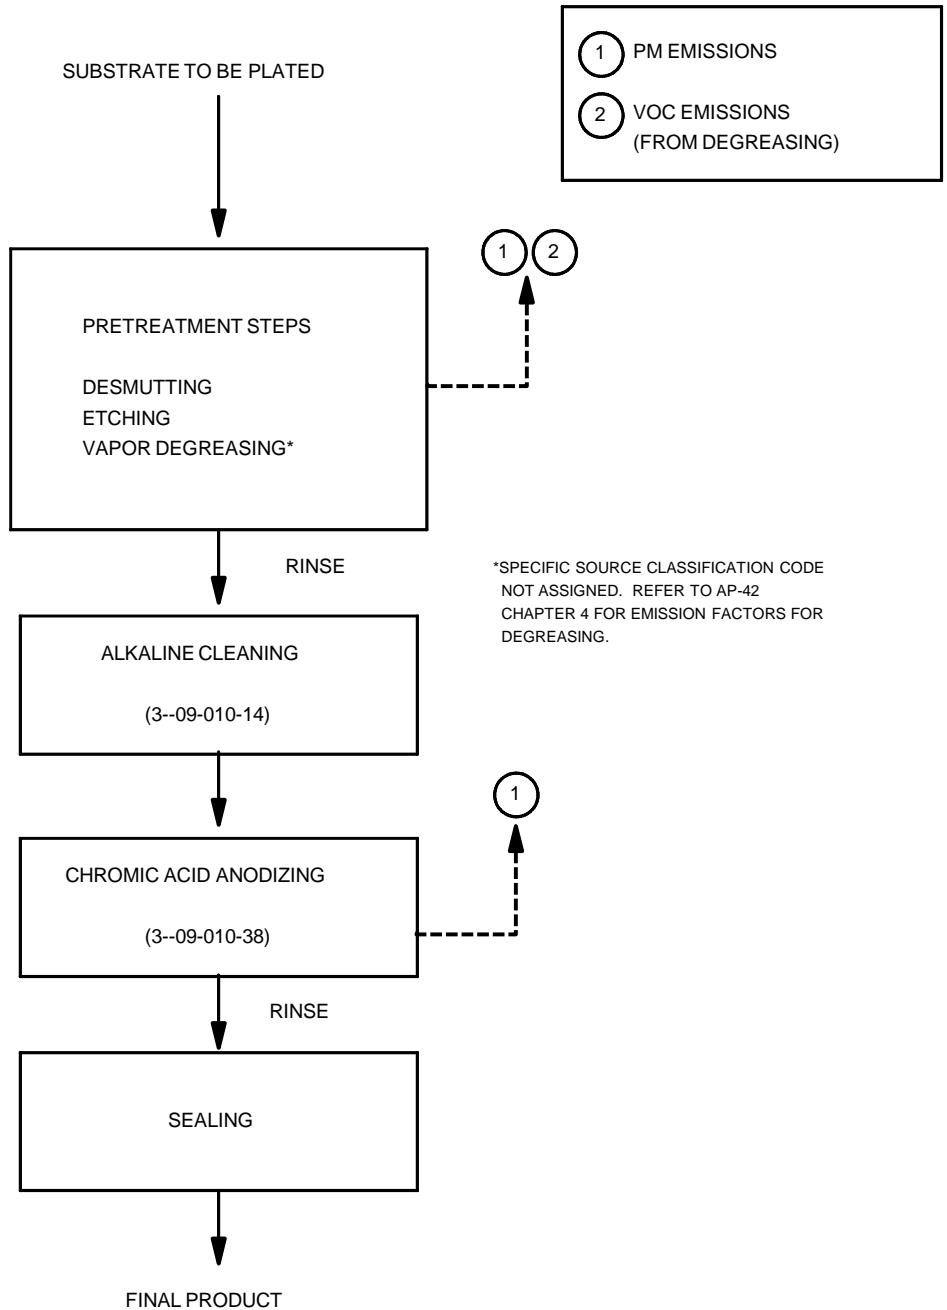 SUBSTRATE TO BE PLATED
1 PM EMISSIONS
2 VOC EMISSIONS
(FROM DEGREASING)
1 2
PRETREATMENT STEPS
DESMUTTING
ETCHING
VAPOR DEGREASING*
RINSE
*SPECIFIC SOURCE CLASSIFICATION CODE
NOT ASSIGNED. REFER TO AP-42
CHAPTER 4 FOR EMISSION FACTORS FOR
DEGREASING.
ALKALINE CLEANING
(3--09-010-14)
1
CHROMIC ACID ANODIZING
(3--09-010-38)
RINSE
SEALING
FINAL PRODUCT